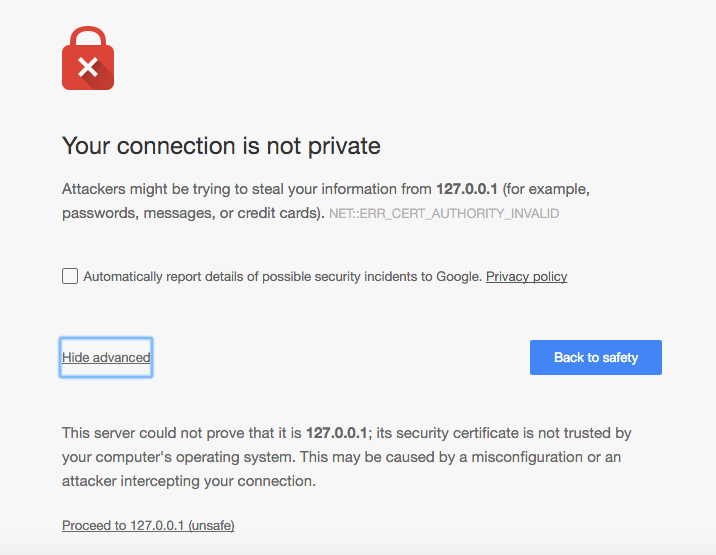 Your connection is not private
Attackers might be trying to steal your information from 127.0.0.1 (for example,
passwords, messages, or credit cards). NET::ERR_CERT_AUTHORITY_INVALID
Automatically report details of possible security incidents to Google. Privacy policy
Hide advanced
Back to safety
This server could not prove that it is 127.0.0.1; its security certificate is not trusted by
your computer's operating system. This may be caused by a misconfiguration or an
attacker intercepting your connection.
Proceed to 127.0.0.1 (unsafe)